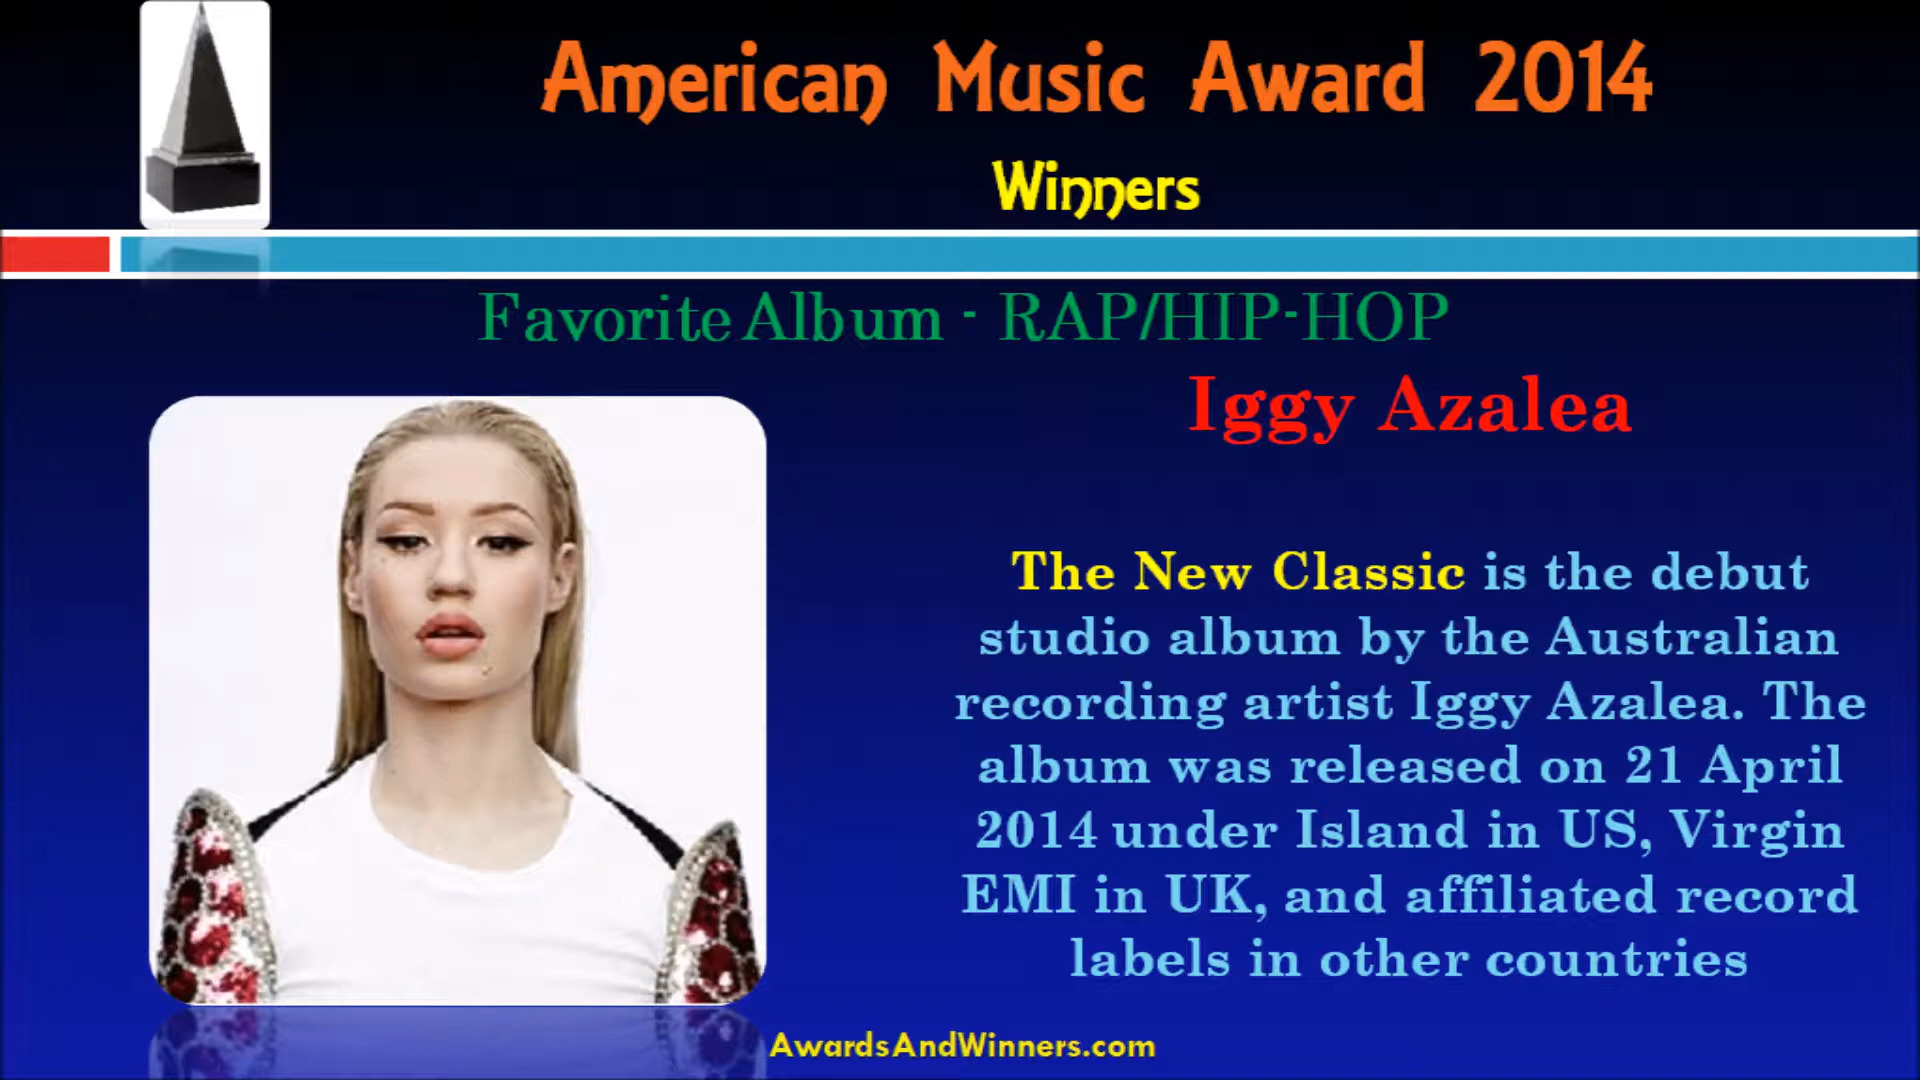 American Music Award 2014
Winners
Favorite Album - RAP/HIP-HOP
Iggy Azalea
The New Classic is the debut
studio album by the Australian
recording artist Iggy Azalea. The
album was released on 21 April
2014 under Island in US, Virgin
EMI in UK, and affiliated record
labels in other countries
AwardsAndWinners.com